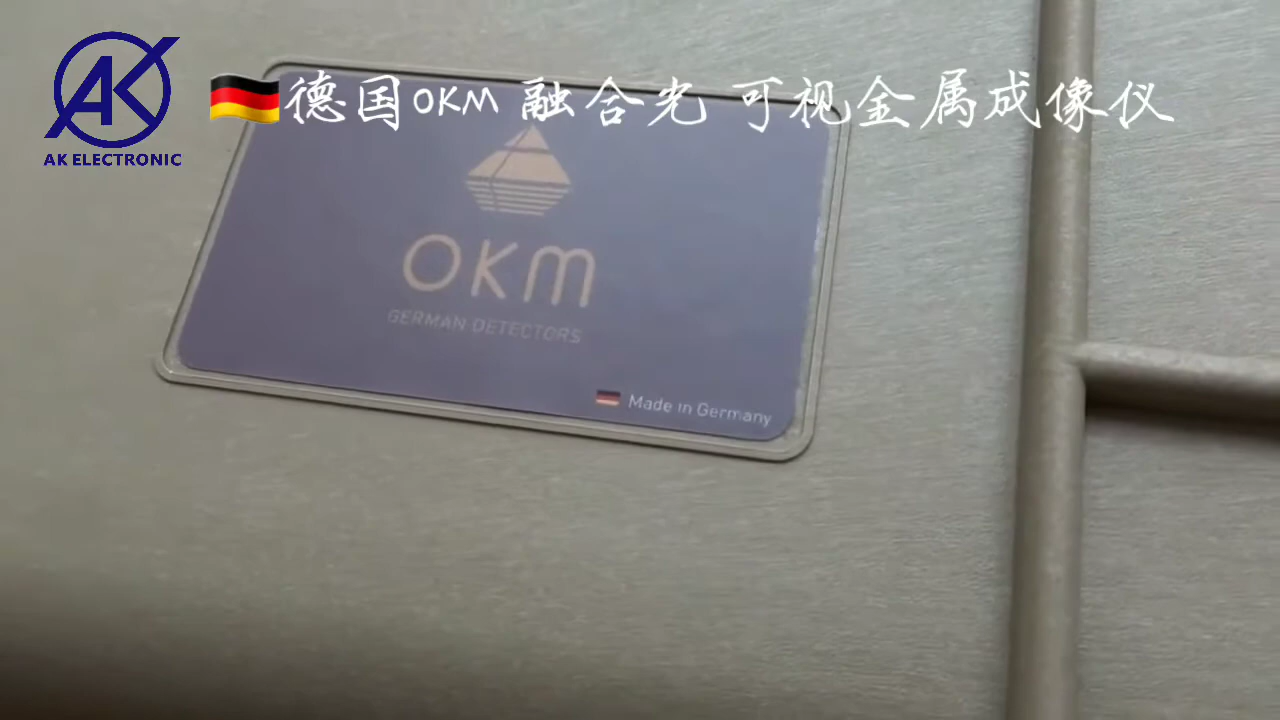 AK
AK ELECTRONIC
🇩🇪德国OKM 融合光 可视金属成像仪
OKM
GERMAN DETECTORS
Made in Germany